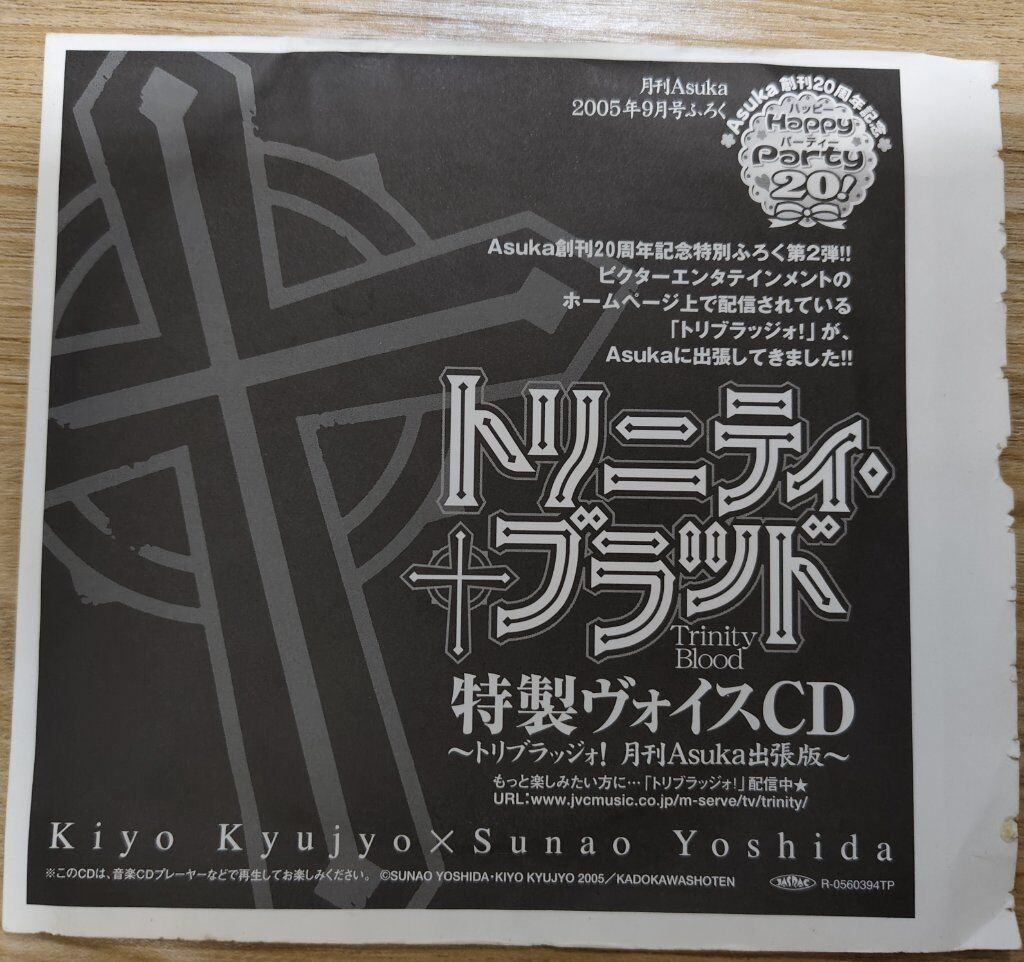 月刊Asuka
2005年9月号ふろく
Asuka創刊20周年記念
ハッピー
Happy
パーティー
Party
20!
Asuka創刊20周年記念特別ふろく第2弾!!
ビクターエンタテインメントの
ホームページ上で配信されている
「トリブラッジォ!」が、
Asukaに出張してきました!!
トリニティ・
ブラッド
Trinity
Blood
特製ヴォイスCD
〜トリブラッジォ! 月刊Asuka出張版〜
もっと楽しみたい方に…「トリブラッジォ!」配信中★
URL:www.jvcmusic.co.jp/m-serve/tv/trinity/
Kiyo Kyujyo×Sunao Yoshida
※このCDは、音楽CDプレーヤーなどで再生してお楽しみください。 ©SUNAO YOSHIDA・KIYO KYUJYO 2005／KADOKAWASHOTEN
JASRAC R-0560394TP